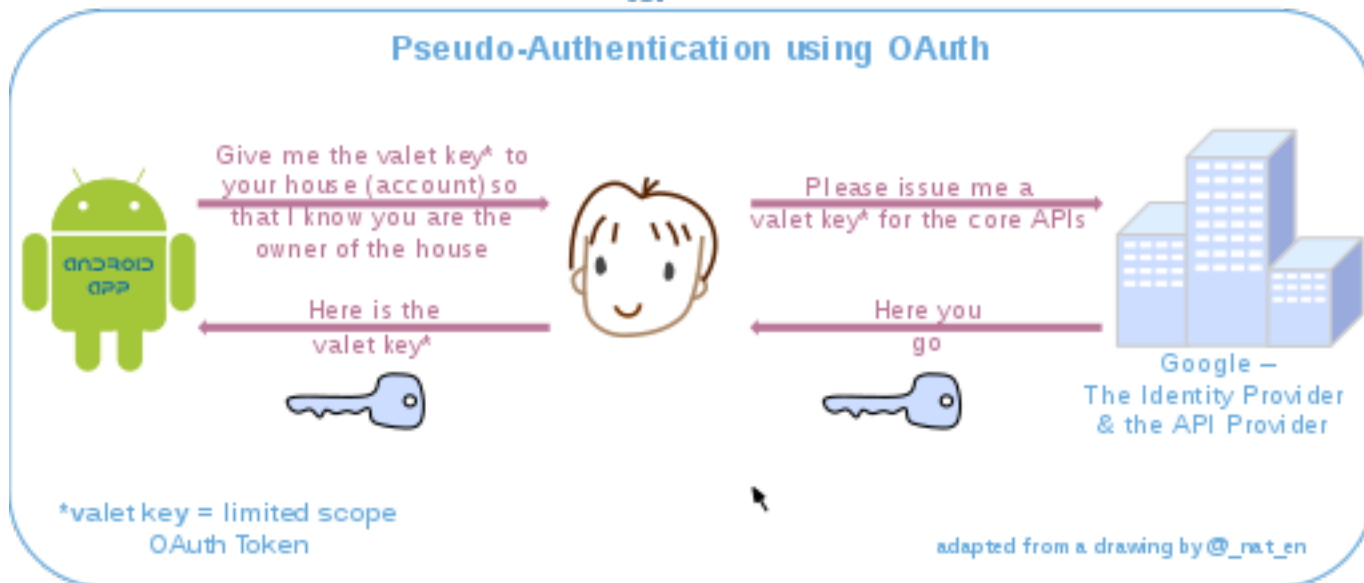 Pseudo-Authentication using OAuth
Give me the valet key* to
your house (account) so
that I know you are the
owner of the house
Please issue me a
valet key* for the core APIs
ANDROID
APP
Here is the
valet key*
Here you
go
Google –
The Identity Provider
& the API Provider
*valet key = limited scope
OAuth Token
adapted from a drawing by @_nat_en